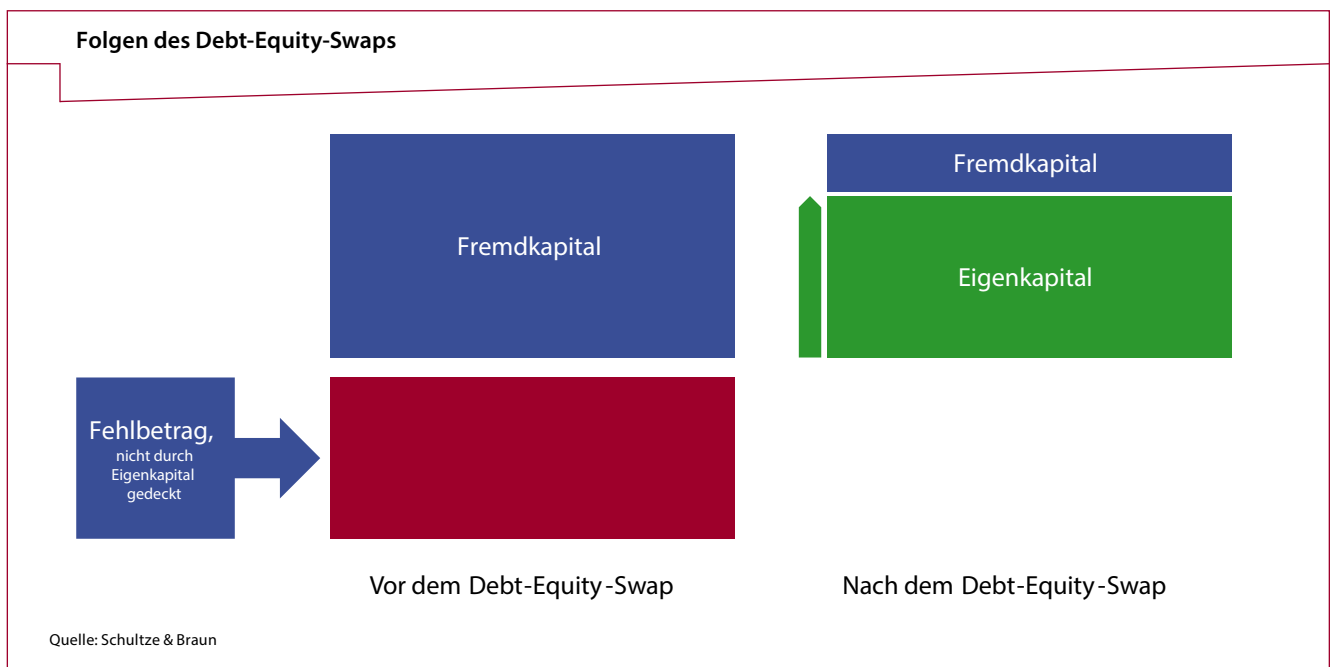 Folgen des Debt-Equity-Swaps
Fremdkapital
Fremdkapital
Eigenkapital
Fehlbetrag,
nicht durch
Eigenkapital
gedeckt
Vor dem Debt-Equity-Swap
Nach dem Debt-Equity-Swap
Quelle: Schultze & Braun